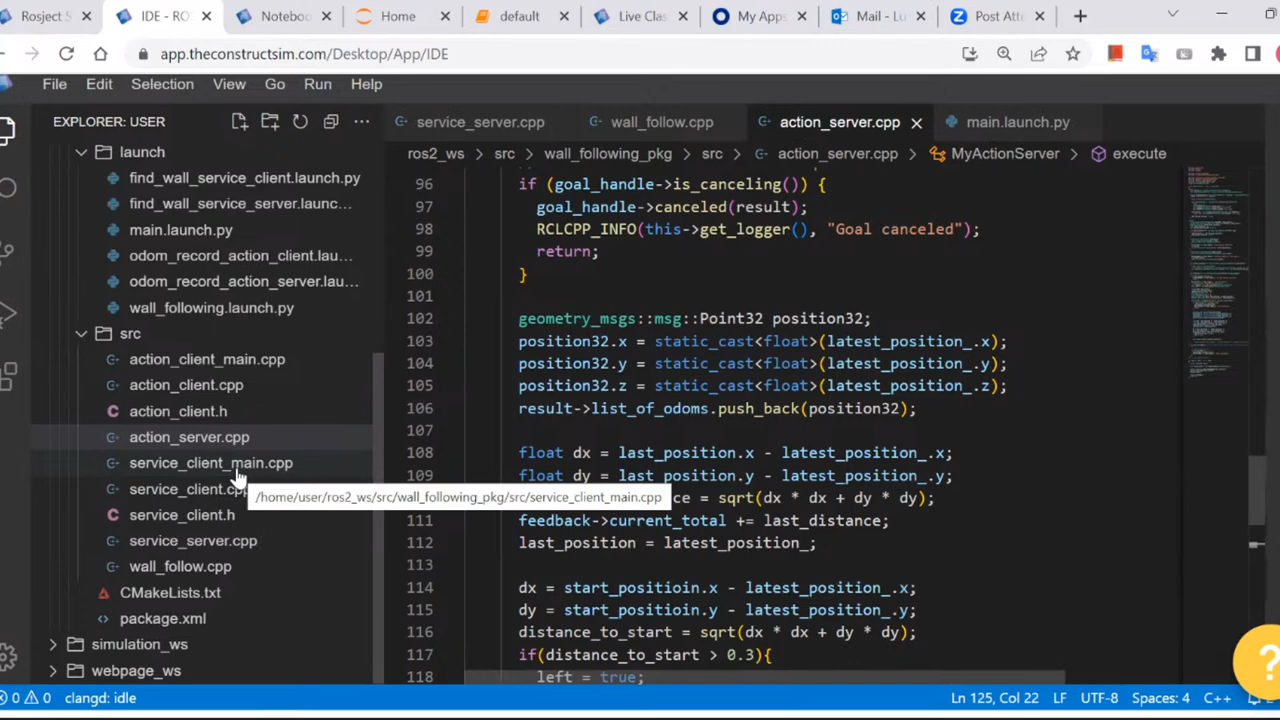 Rosject S
IDE - RO
Notebo
Home
default
Live Clas
My Apps
Mail - Lu
Post Atte
app.theconstructsim.com/Desktop/App/IDE
File Edit Selection View Go Run Help
EXPLORER: USER
launch
find_wall_service_client.launch.py
find_wall_service_server.launc...
main.launch.py
odom_record_action_client.lau...
odom_record_action_server.lau...
wall_following.launch.py
src
action_client_main.cpp
action_client.cpp
action_client.h
action_server.cpp
service_client_main.cpp
service_client.cpp
/home/user/ros2_ws/src/wall_following_pkg/src/service_client_main.cpp
service_client.h
service_server.cpp
wall_follow.cpp
CMakeLists.txt
package.xml
simulation_ws
webpage_ws
service_server.cpp
wall_follow.cpp
action_server.cpp
main.launch.py
ros2_ws > src > wall_following_pkg > src > action_server.cpp > MyActionServer > execute
96 if (goal_handle->is_canceling()) {
97 goal_handle->canceled(result);
98 RCLCPP_INFO(this->get_logger(), "Goal canceled");
99 return;
100 }
101
102 geometry_msgs::msg::Point32 position32;
103 position32.x = static_cast<float>(latest_position_.x);
104 position32.y = static_cast<float>(latest_position_.y);
105 position32.z = static_cast<float>(latest_position_.z);
106 result->list_of_odoms.push_back(position32);
107
108 float dx = last_position.x - latest_position_.x;
109 float dy = last_position.y - latest_position_.y;
ce = sqrt(dx * dx + dy * dy);
111 feedback->current_total += last_distance;
112 last_position = latest_position_;
113
114 dx = start_positioin.x - latest_position_.x;
115 dy = start_positioin.y - latest_position_.y;
116 distance_to_start = sqrt(dx * dx + dy * dy);
117 if(distance_to_start > 0.3){
118 left = true;
?
0 0 clangd: idle
Ln 125, Col 22 LF UTF-8 Spaces: 4 C++